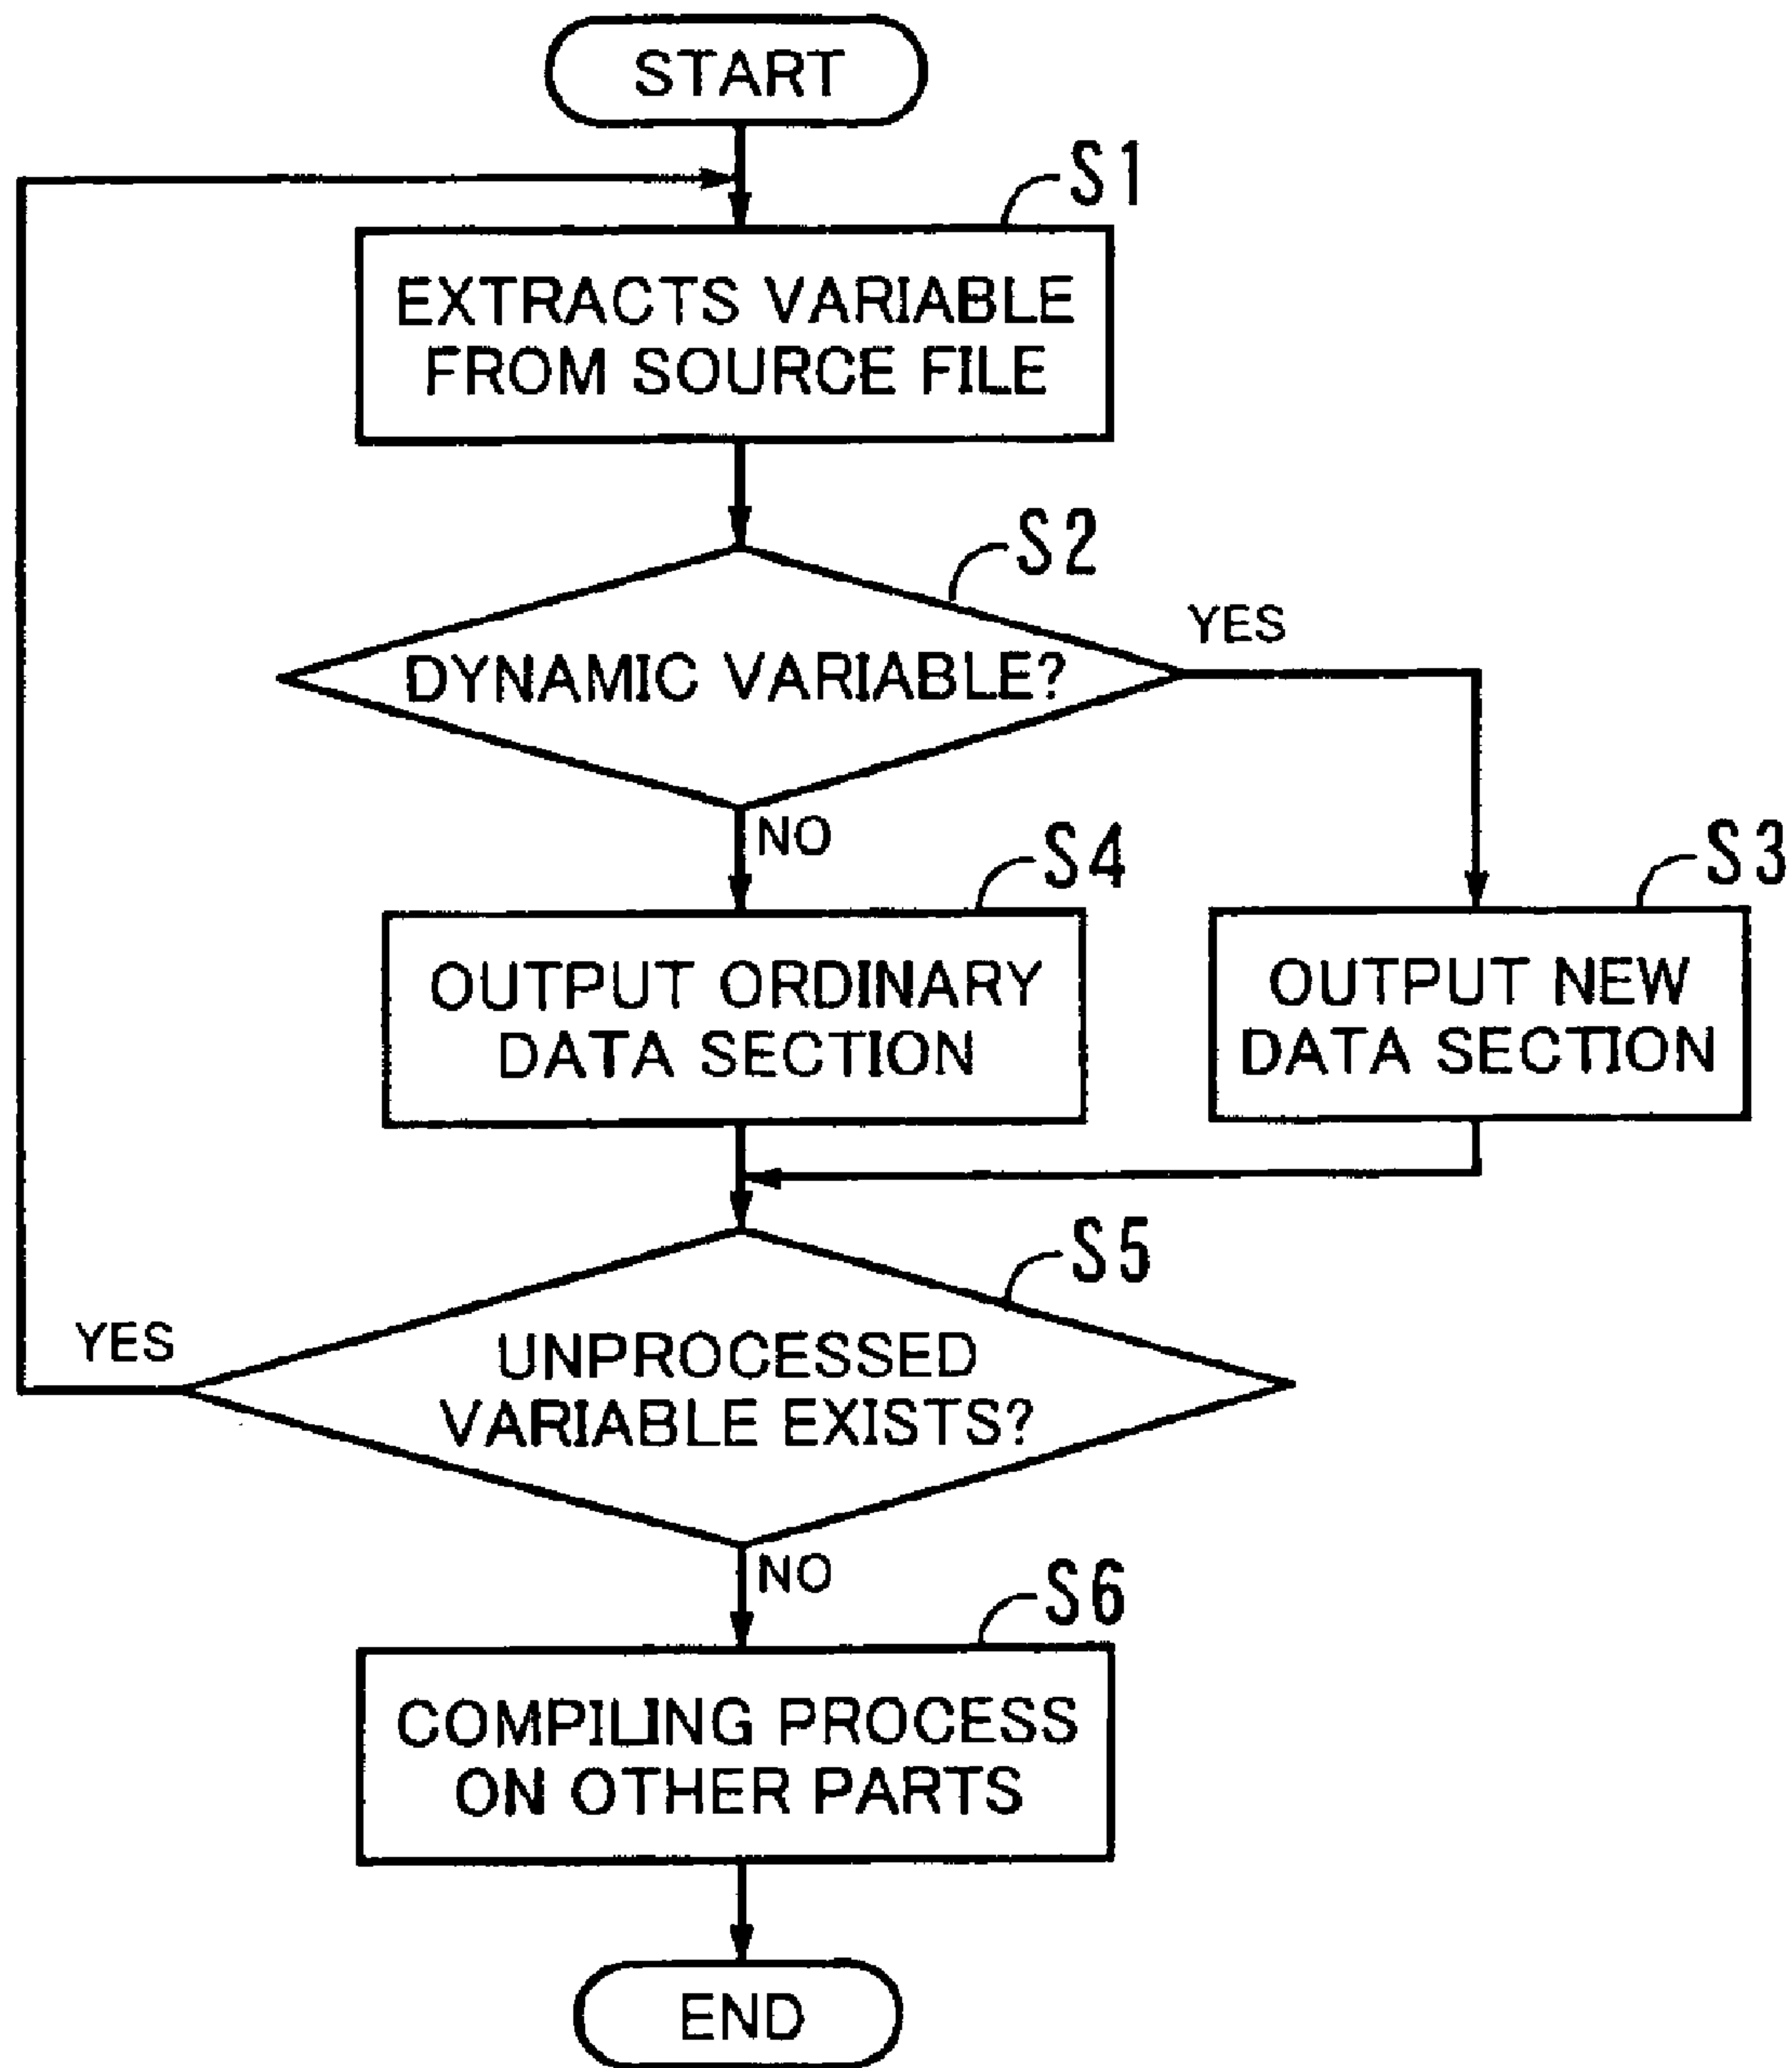 START
S1
EXTRACTS VARIABLE
FROM SOURCE FILE
S2
DYNAMIC VARIABLE?
YES
NO
S4
S3
OUTPUT ORDINARY
DATA SECTION
OUTPUT NEW
DATA SECTION
S5
YES
UNPROCESSED
VARIABLE EXISTS?
NO
S6
COMPILING PROCESS
ON OTHER PARTS
END